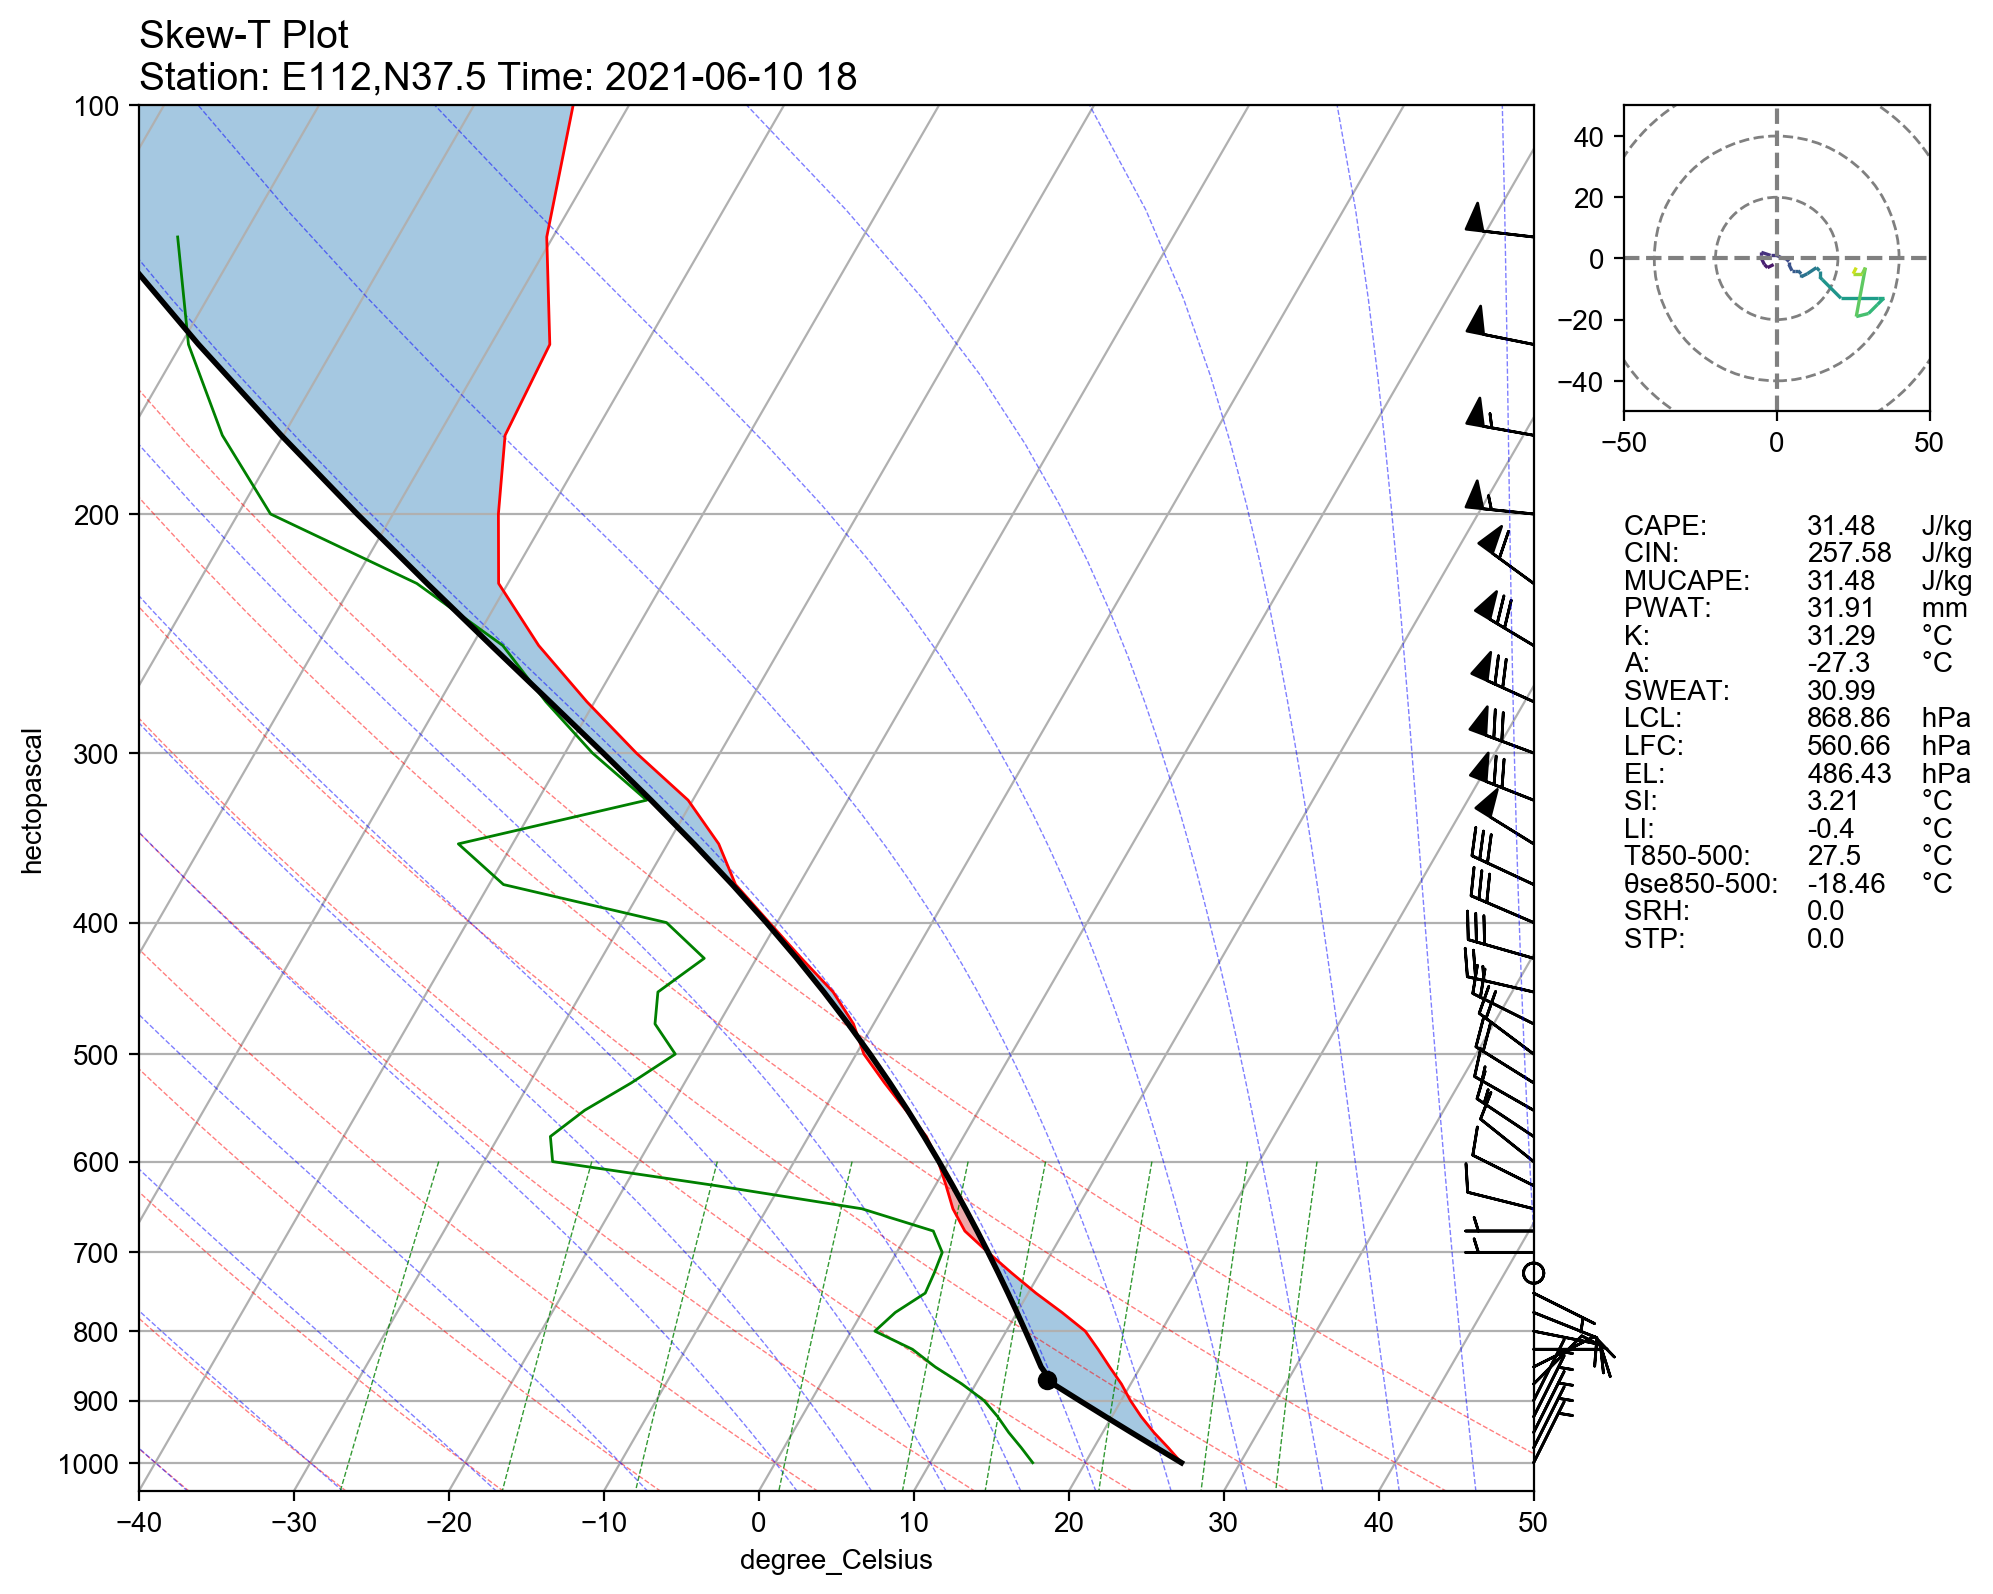 Skew-T Plot
Station: E112,N37.5 Time: 2021-06-10 18
100
200
300
400
500
600
700
800
900
1000
hectopascal
−40 −30 −20 −10 0 10 20 30 40 50
degree_Celsius
40
20
0
−20
−40
−50 0 50
CAPE: 31.48 J/kg
CIN: 257.58 J/kg
MUCAPE: 31.48 J/kg
PWAT: 31.91 mm
K: 31.29 °C
A: -27.3 °C
SWEAT: 30.99
LCL: 868.86 hPa
LFC: 560.66 hPa
EL: 486.43 hPa
SI: 3.21 °C
LI: -0.4 °C
T850-500: 27.5 °C
θse850-500: -18.46 °C
SRH: 0.0
STP: 0.0